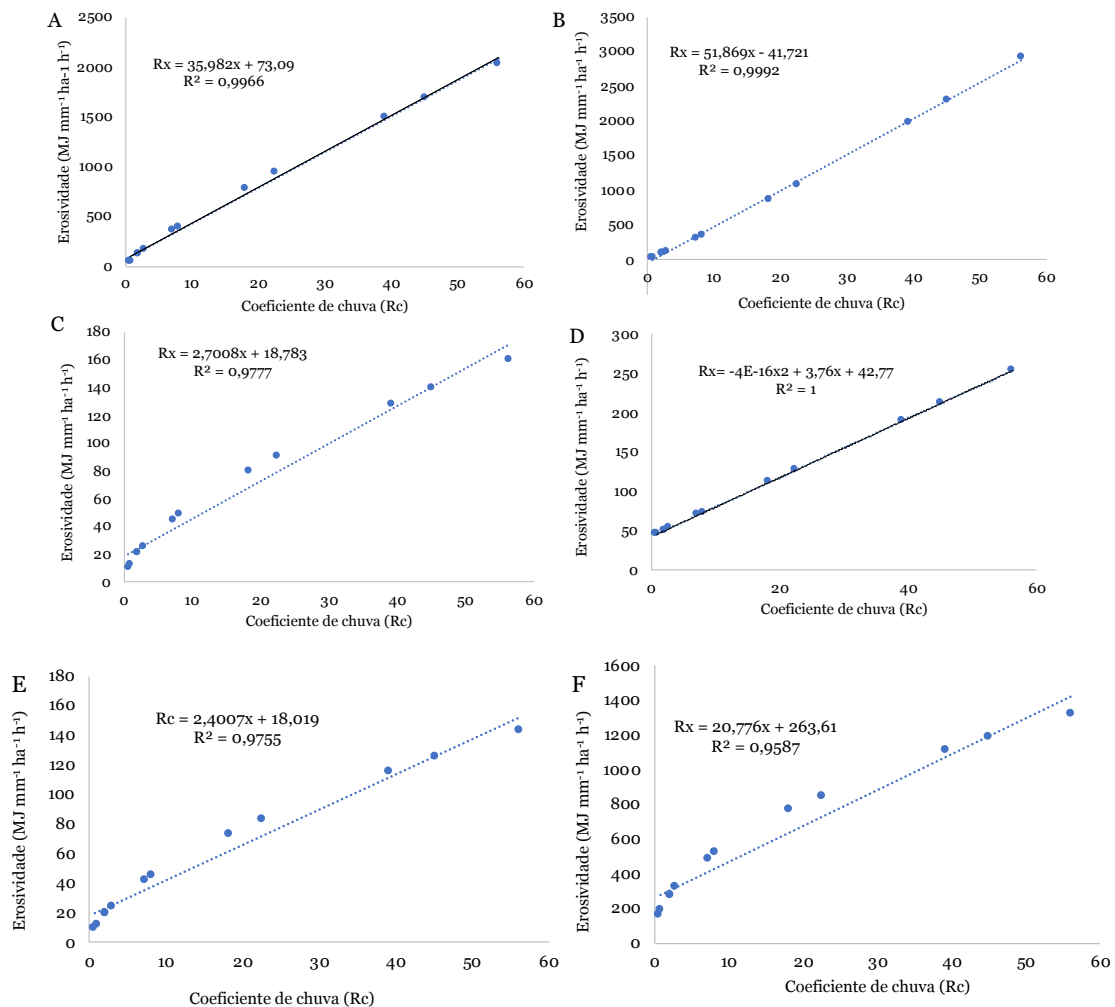 A
Erosividade (MJ mm⁻¹ ha-1 h⁻¹)
2500
2000
1500
1000
500
0
Rx = 35,982x + 73,09
R² = 0,9966
0 10 20 30 40 50 60
Coeficiente de chuva (Rc)
B
Erosividade (MJ mm⁻¹ ha⁻¹ h⁻¹)
3500
3000
2500
2000
1500
1000
500
0
Rx = 51,869x - 41,721
R² = 0,9992
0 10 20 30 40 50 60
Coeficiente de chuva (Rc)
C
Erosividade (MJ mm⁻¹ ha⁻¹ h⁻¹)
180
160
140
120
100
80
60
40
20
0
Rx = 2,7008x + 18,783
R² = 0,9777
0 10 20 30 40 50 60
Coeficiente de chuva (Rc)
D
Erosividade (MJ mm⁻¹ ha⁻¹ h⁻¹)
300
250
200
150
100
50
0
Rx= -4E-16x2 + 3,76x + 42,77
R² = 1
0 20 40 60
Coeficiente de chuva (Rc)
E
Erosividade (MJ mm⁻¹ ha⁻¹ h⁻¹)
180
160
140
120
100
80
60
40
20
0
Rc = 2,4007x + 18,019
R² = 0,9755
0 10 20 30 40 50 60
Coeficiente de chuva (Rc)
F
Erosividade (MJ mm⁻¹ ha⁻¹ h⁻¹)
1600
1400
1200
1000
800
600
400
200
0
Rx = 20,776x + 263,61
R² = 0,9587
0 10 20 30 40 50 60
Coeficiente de chuva (Rc)